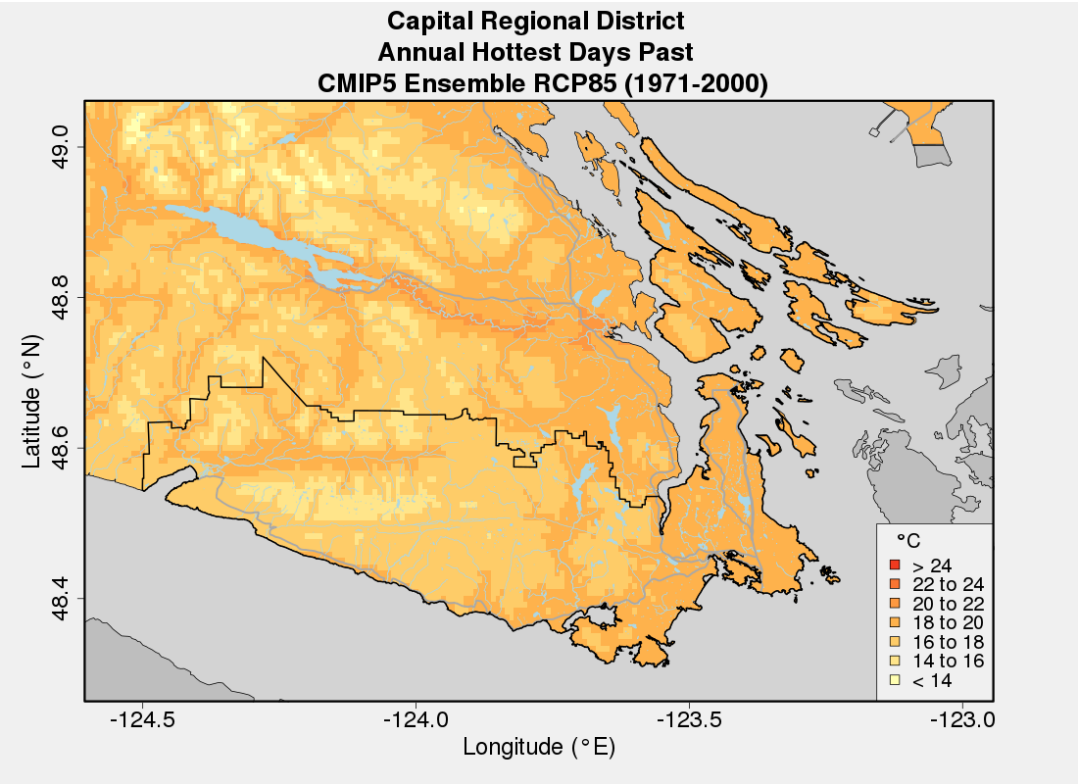 Capital Regional District
Annual Hottest Days Past
CMIP5 Ensemble RCP85 (1971-2000)
49.0
48.8
48.6
48.4
Latitude (°N)
°C
> 24
22 to 24
20 to 22
18 to 20
16 to 18
14 to 16
< 14
-124.5
-124.0
-123.5
-123.0
Longitude (°E)